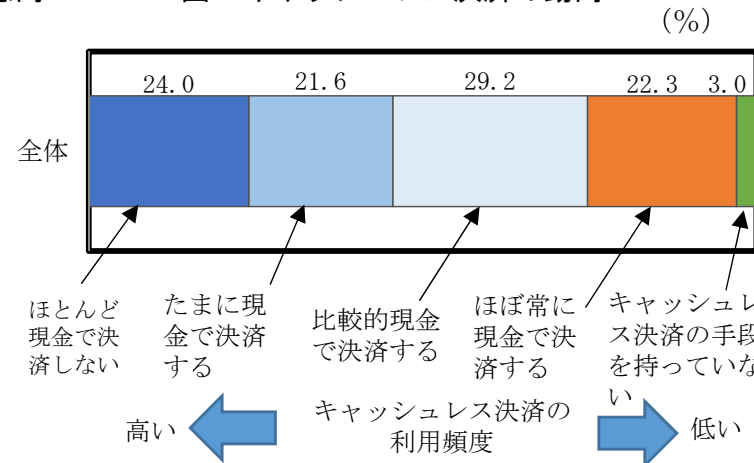 (%)
24.0 21.6 29.2 22.3 3.0
全体
ほとんど
現金で決
済しない
たまに現
金で決済
する
比較的現金
で決済する
ほぼ常に
現金で決
済する
キャッシュレ
ス決済の手段
を持っていな
い
高い
キャッシュレス決済の
利用頻度
低い